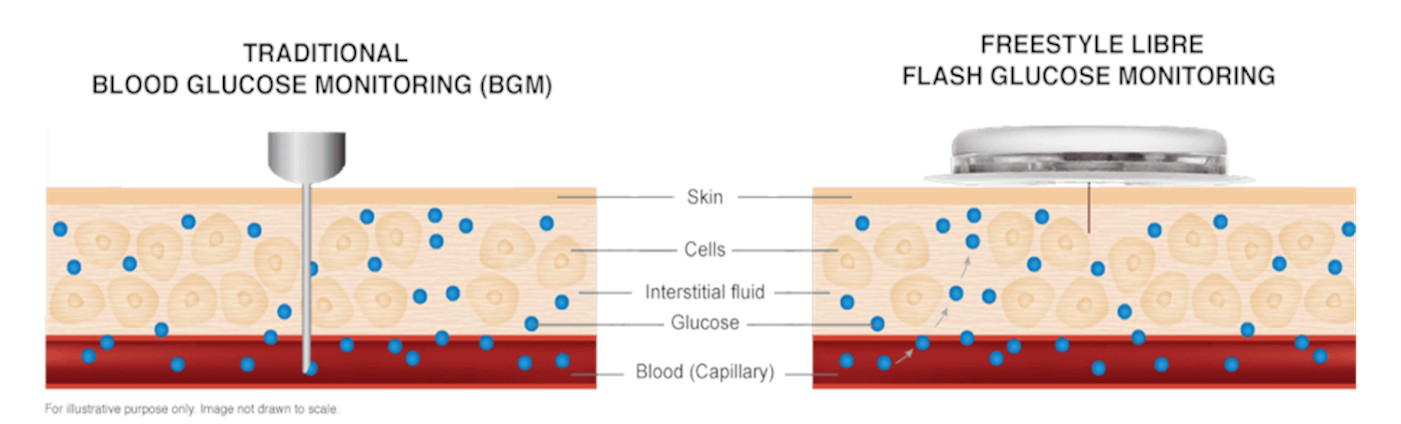 TRADITIONAL
BLOOD GLUCOSE MONITORING (BGM)
FREESTYLE LIBRE
FLASH GLUCOSE MONITORING
Skin
Cells
Interstitial fluid
Glucose
Blood (Capillary)
For illustrative purpose only. Image not drawn to scale.